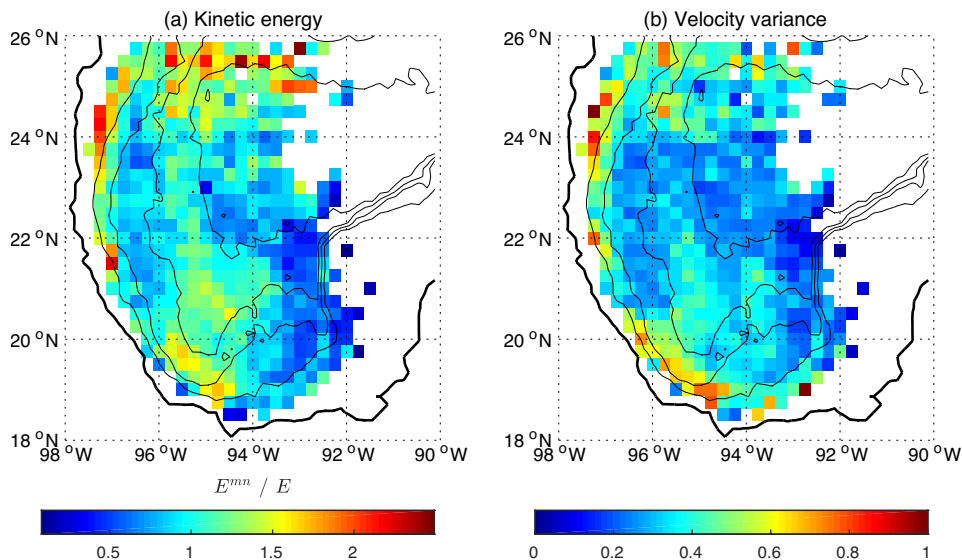 (a) Kinetic energy
(b) Velocity variance
26 °N
24 °N
22 °N
20 °N
18 °N
98 °W 96 °W 94 °W 92 °W 90 °W
26 °N
24 °N
22 °N
20 °N
18 °N
98 °W 96 °W 94 °W 92 °W 90 °W
E^{mn} / E
0.5 1 1.5 2
0 0.2 0.4 0.6 0.8 1